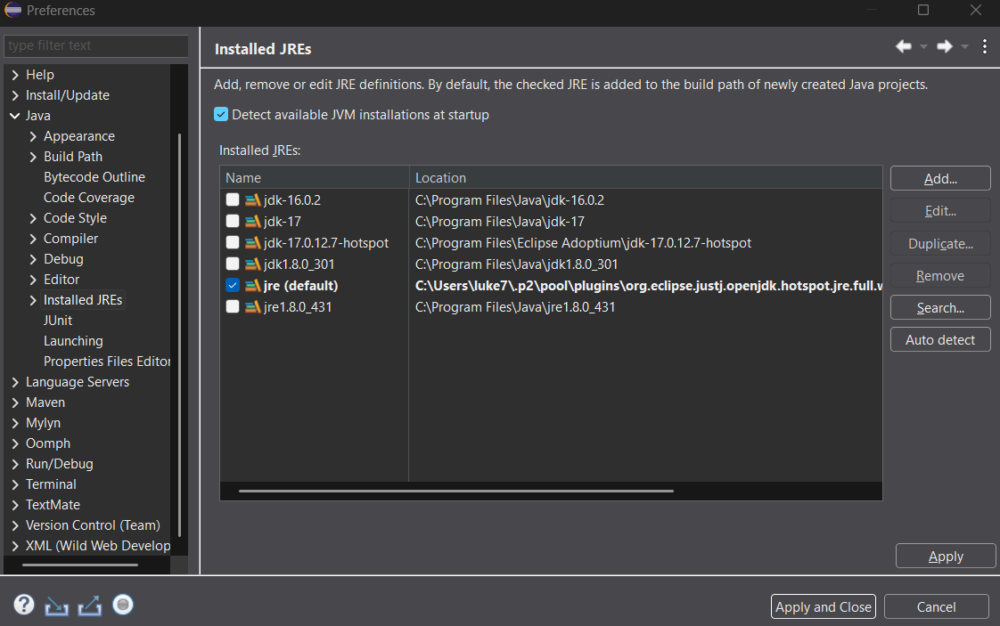 Preferences
type filter text
Help
Install/Update
Java
Appearance
Build Path
Bytecode Outline
Code Coverage
Code Style
Compiler
Debug
Editor
Installed JREs
JUnit
Launching
Properties Files Editor
Language Servers
Maven
Mylyn
Oomph
Run/Debug
Terminal
TextMate
Version Control (Team)
XML (Wild Web Develop
Installed JREs
Add, remove or edit JRE definitions. By default, the checked JRE is added to the build path of newly created Java projects.
Detect available JVM installations at startup
Installed JREs:
Name Location
jdk-16.0.2 C:\Program Files\Java\jdk-16.0.2
jdk-17 C:\Program Files\Java\jdk-17
jdk-17.0.12.7-hotspot C:\Program Files\Eclipse Adoptium\jdk-17.0.12.7-hotspot
jdk1.8.0_301 C:\Program Files\Java\jdk1.8.0_301
jre (default) C:\Users\luke7\.p2\pool\plugins\org.eclipse.justj.openjdk.hotspot.jre.full.w
jre1.8.0_431 C:\Program Files\Java\jre1.8.0_431
Add...
Edit...
Duplicate...
Remove
Search...
Auto detect
Apply
?
Apply and Close
Cancel